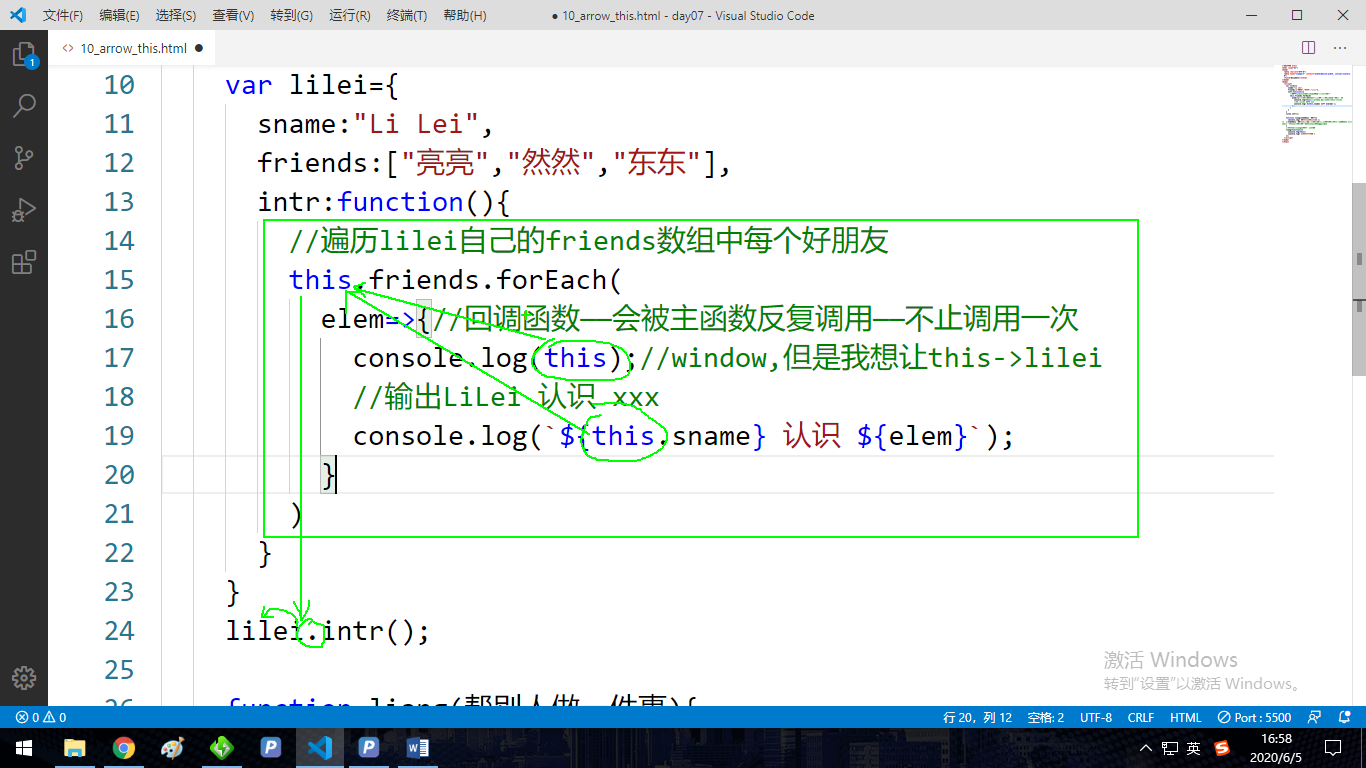 文件(F) 编辑(E) 选择(S) 查看(V) 转到(G) 运行(R) 终端(T) 帮助(H) ● 10_arrow_this.html - day07 - Visual Studio Code
<> 10_arrow_this.html ●
1
10 var lilei={
11 sname:"Li Lei",
12 friends:["亮亮","然然","东东"],
13 intr:function(){
14 //遍历lilei自己的friends数组中每个好朋友
15 this.friends.forEach(
16 elem=>{//回调函数——会被主函数反复调用——不止调用一次
17 console.log(this);//window,但是我想让this->lilei
18 //输出LiLei 认识 xxx
19 console.log(`${this.sname} 认识 ${elem}`);
20 }
21 )
22 }
23 }
24 lilei.intr();
25
26 function liang(帮别人做一件事){
激活 Windows
转到"设置"以激活 Windows。
0 0 行 20，列 12 空格: 2 UTF-8 CRLF HTML Port : 5500
英 16:58
2020/6/5